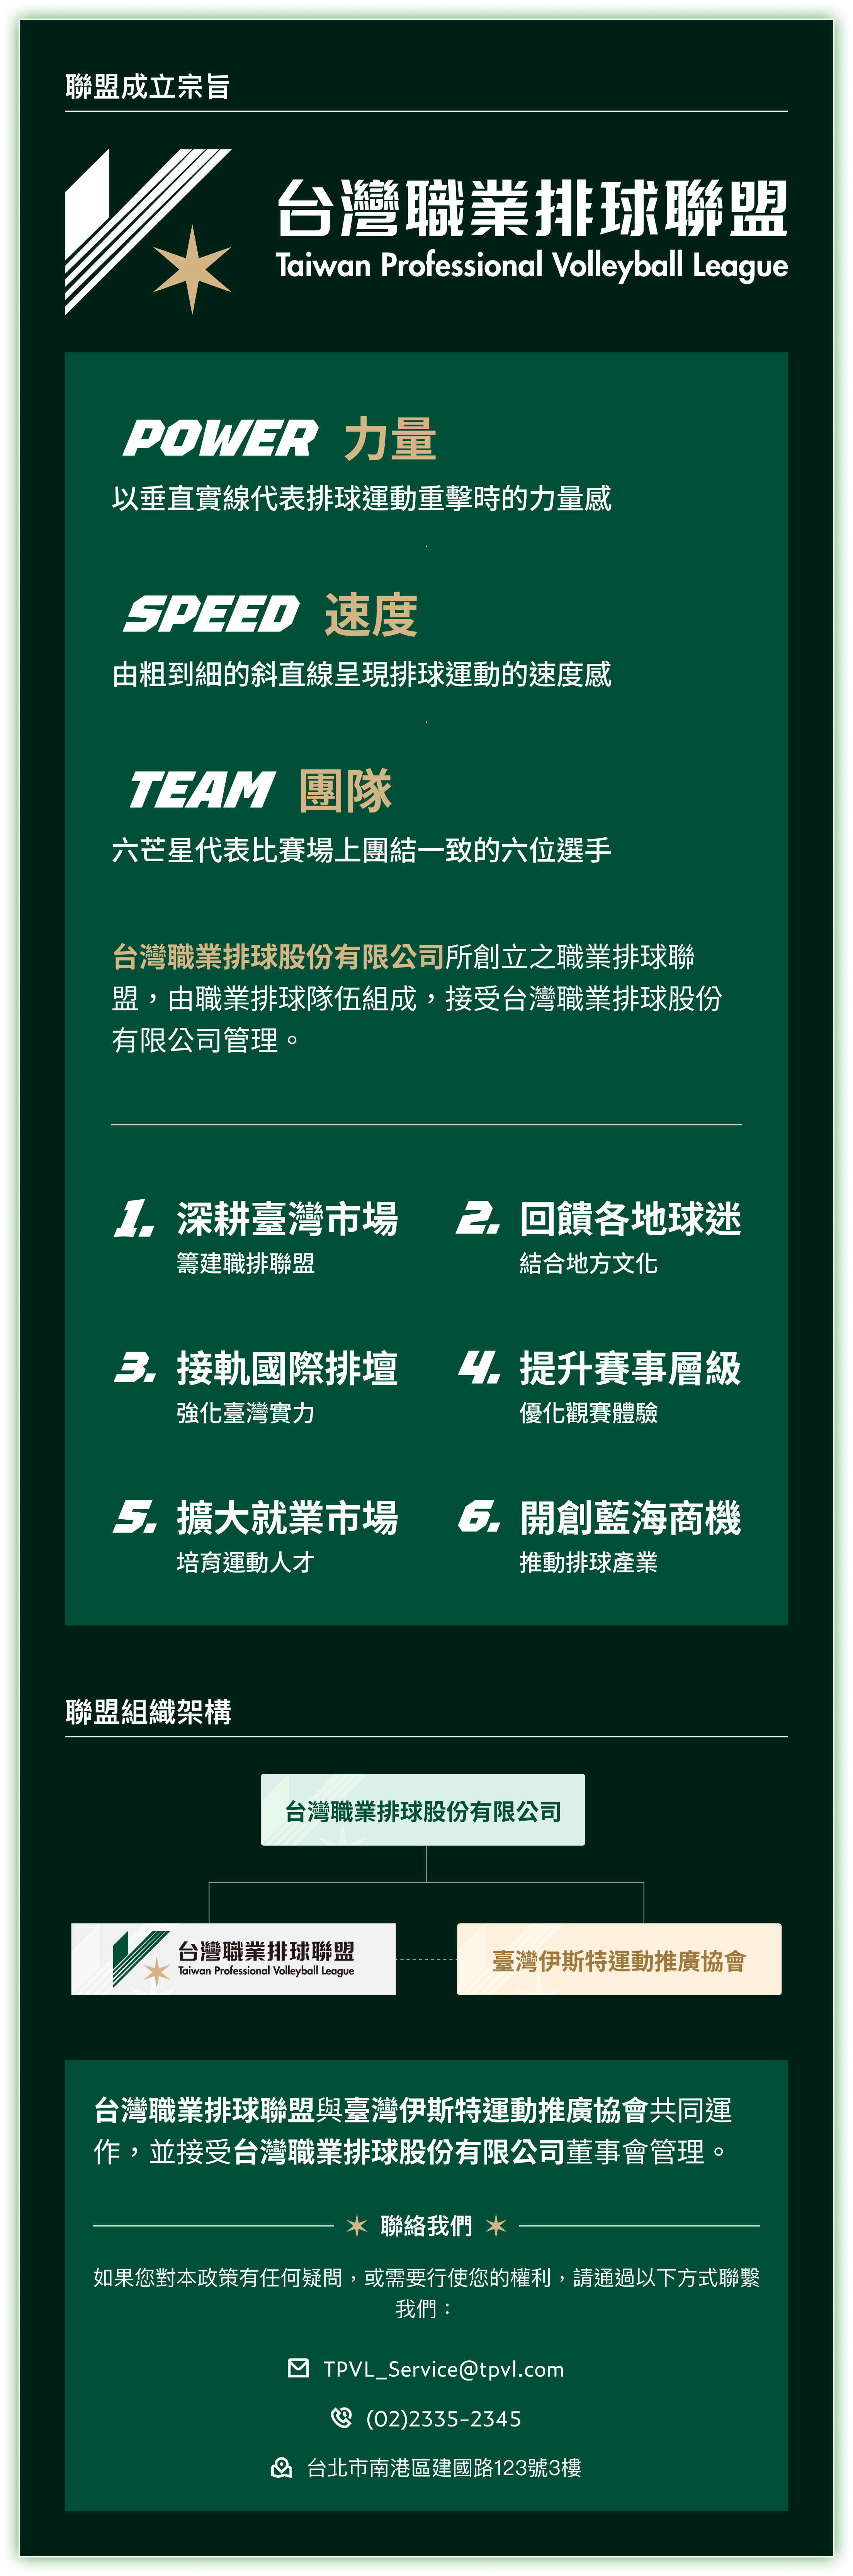 聯盟成立宗旨
台灣職業排球聯盟
Taiwan Professional Volleyball League
POWER 力量
以垂直實線代表排球運動重擊時的力量感
SPEED 速度
由粗到細的斜直線呈現排球運動的速度感
TEAM 團隊
六芒星代表比賽場上團結一致的六位選手
台灣職業排球股份有限公司所創立之職業排球聯
盟，由職業排球隊伍組成，接受台灣職業排球股份
有限公司管理。
1. 深耕臺灣市場
籌建職排聯盟
2. 回饋各地球迷
結合地方文化
3. 接軌國際排壇
強化臺灣實力
4. 提升賽事層級
優化觀賽體驗
5. 擴大就業市場
培育運動人才
6. 開創藍海商機
推動排球產業
聯盟組織架構
台灣職業排球股份有限公司
台灣職業排球聯盟
Taiwan Professional Volleyball League
臺灣伊斯特運動推廣協會
台灣職業排球聯盟與臺灣伊斯特運動推廣協會共同運
作，並接受台灣職業排球股份有限公司董事會管理。
聯絡我們
如果您對本政策有任何疑問，或需要行使您的權利，請通過以下方式聯繫
我們：
TPVL_Service@tpvl.com
(02)2335-2345
台北市南港區建國路123號3樓